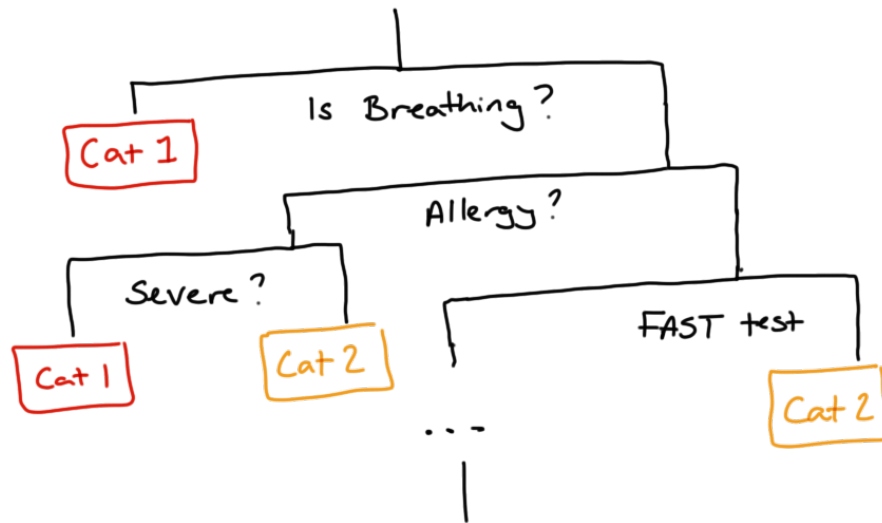 Is Breathing?
Cat 1
Allergy?
Severe?
FAST test
Cat 1
Cat 2
Cat 2
...